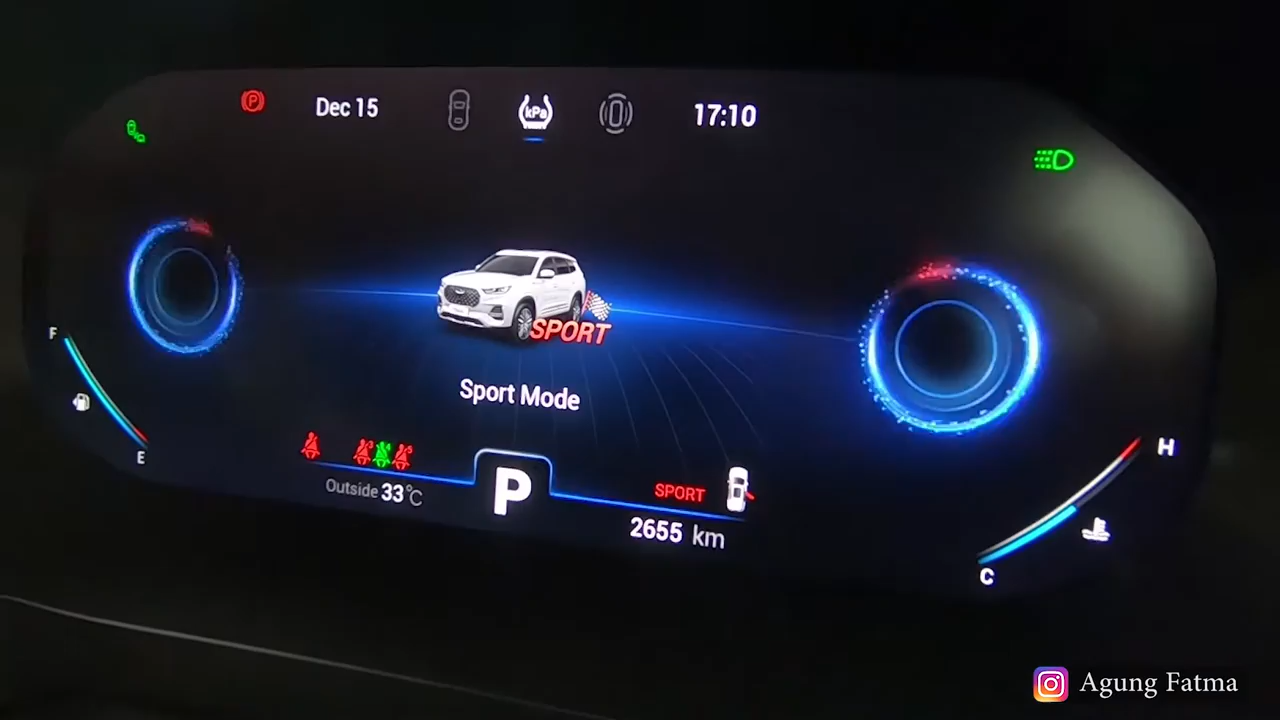 P
Dec 15
kPa
17:10
F
SPORT
Sport Mode
H
E
Outside 33°C
P
SPORT
2655 km
C
Agung Fatma